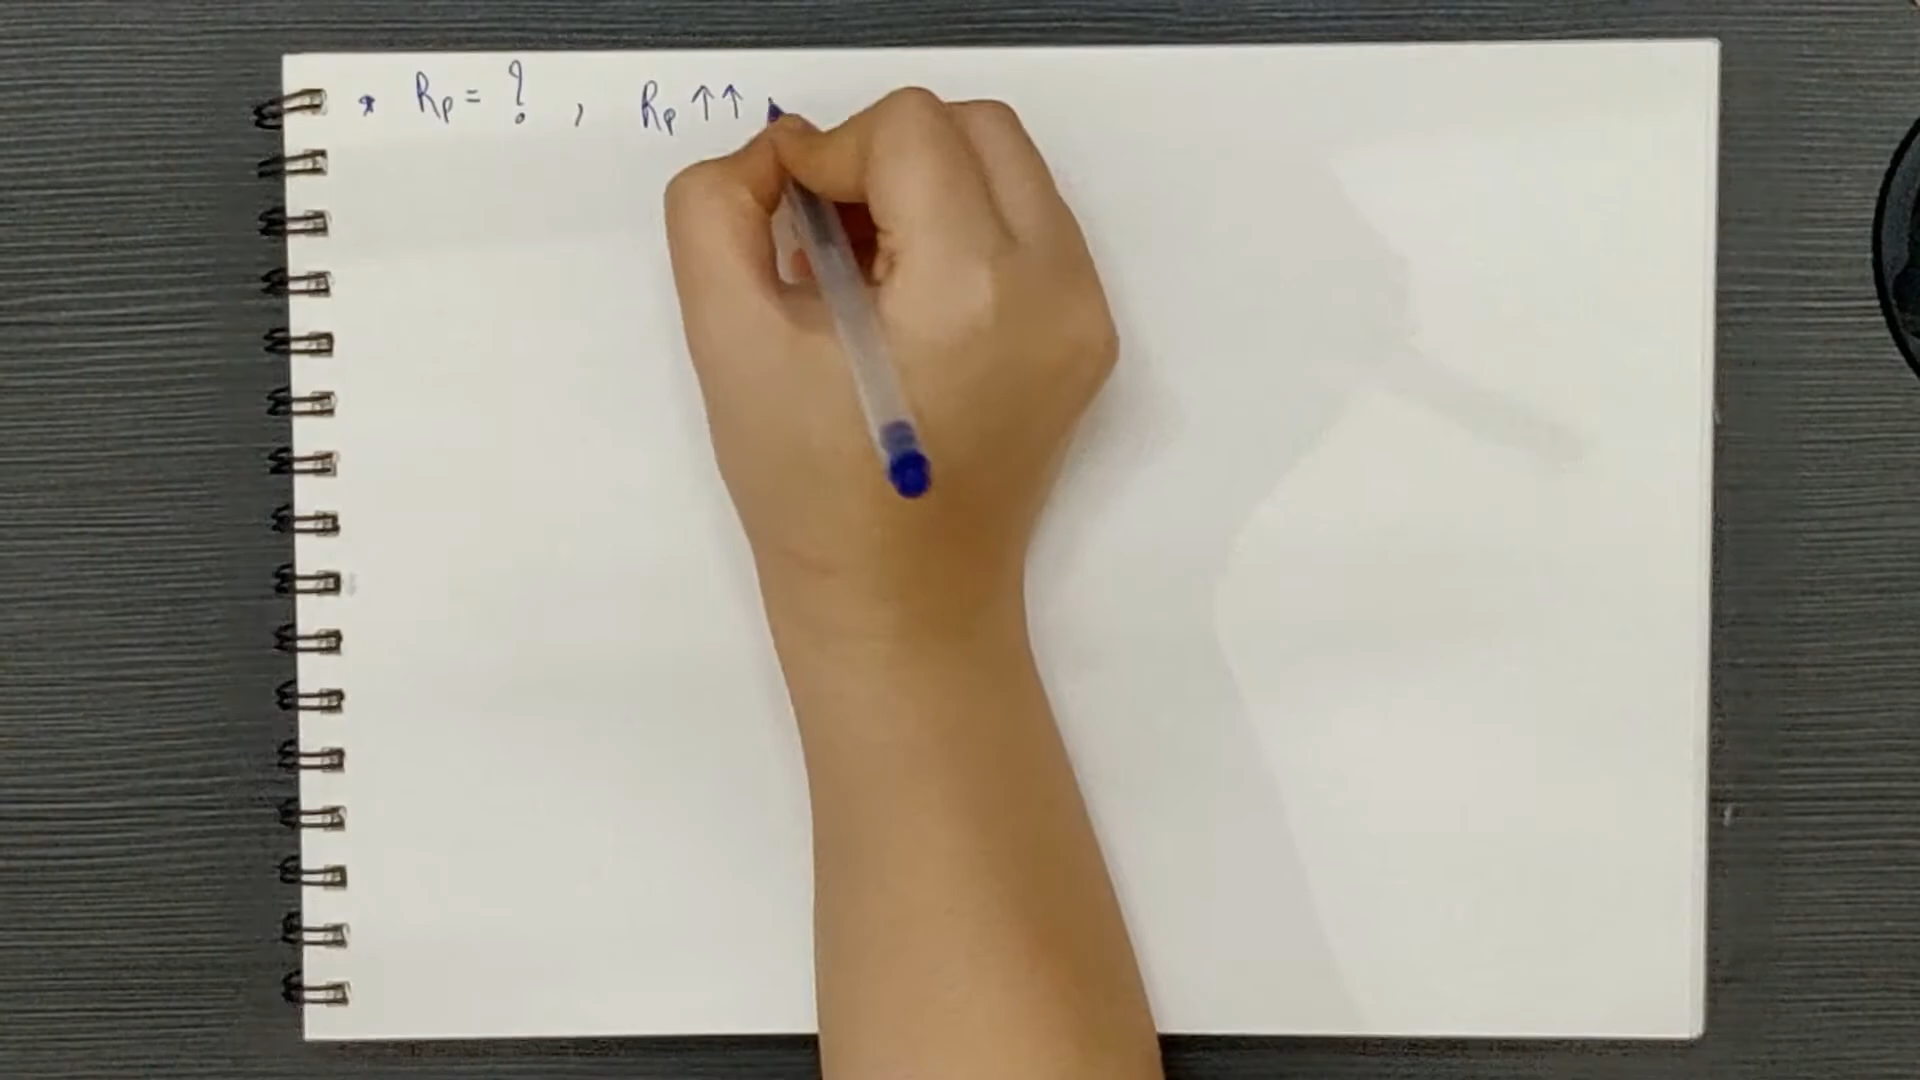 * Rp = ? , Rp ↑↑